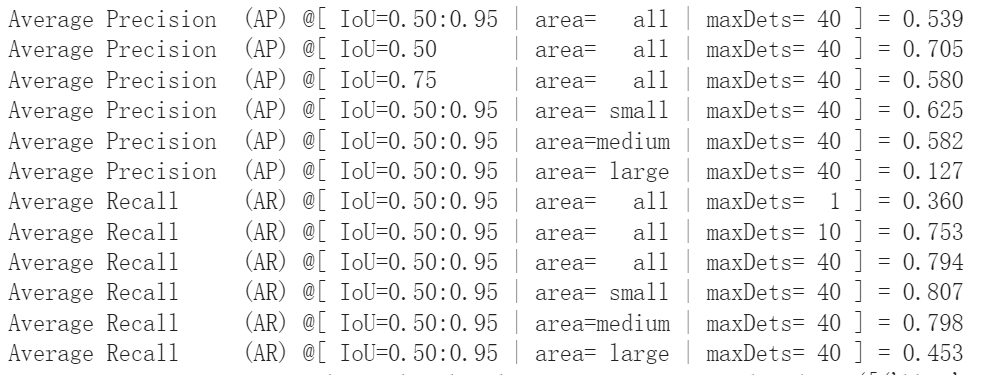 Average Precision  (AP) @[ IoU=0.50:0.95 | area=   all | maxDets= 40 ] = 0.539
Average Precision  (AP) @[ IoU=0.50      | area=   all | maxDets= 40 ] = 0.705
Average Precision  (AP) @[ IoU=0.75      | area=   all | maxDets= 40 ] = 0.580
Average Precision  (AP) @[ IoU=0.50:0.95 | area= small | maxDets= 40 ] = 0.625
Average Precision  (AP) @[ IoU=0.50:0.95 | area=medium | maxDets= 40 ] = 0.582
Average Precision  (AP) @[ IoU=0.50:0.95 | area= large | maxDets= 40 ] = 0.127
Average Recall     (AR) @[ IoU=0.50:0.95 | area=   all | maxDets=  1 ] = 0.360
Average Recall     (AR) @[ IoU=0.50:0.95 | area=   all | maxDets= 10 ] = 0.753
Average Recall     (AR) @[ IoU=0.50:0.95 | area=   all | maxDets= 40 ] = 0.794
Average Recall     (AR) @[ IoU=0.50:0.95 | area= small | maxDets= 40 ] = 0.807
Average Recall     (AR) @[ IoU=0.50:0.95 | area=medium | maxDets= 40 ] = 0.798
Average Recall     (AR) @[ IoU=0.50:0.95 | area= large | maxDets= 40 ] = 0.453